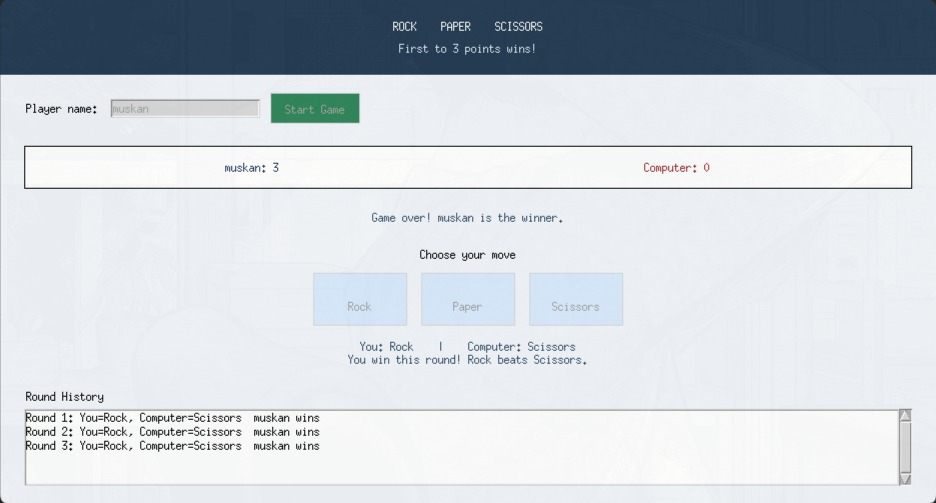 ROCK PAPER SCISSORS
First to 3 points wins!
Player name: muskan Start Game
muskan: 3 Computer: 0
Game over! muskan is the winner.
Choose your move
Rock Paper Scissors
You: Rock | Computer: Scissors
You win this round! Rock beats Scissors.
Round History
Round 1: You=Rock, Computer=Scissors muskan wins
Round 2: You=Rock, Computer=Scissors muskan wins
Round 3: You=Rock, Computer=Scissors muskan wins